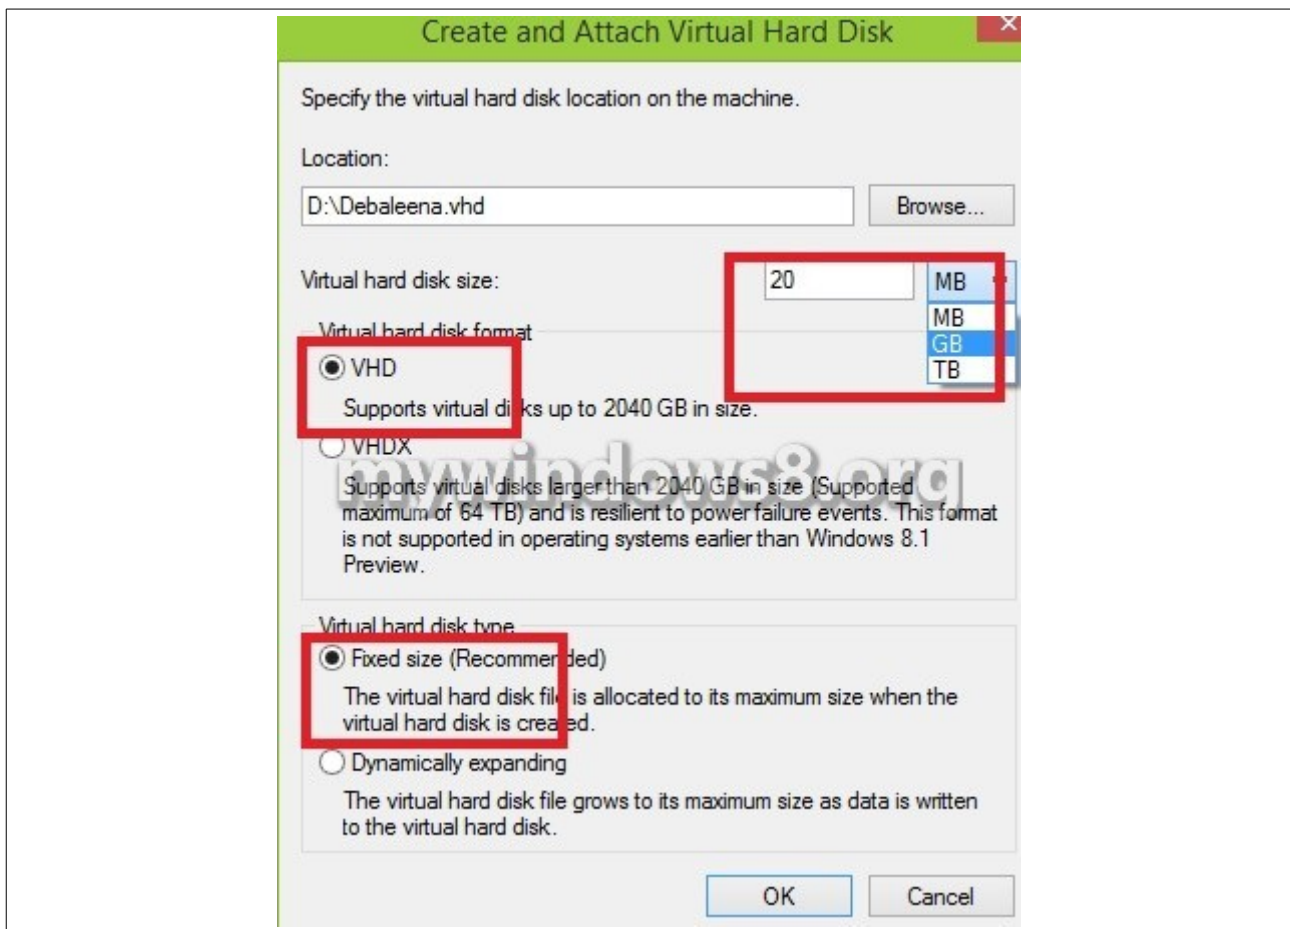 Create and Attach Virtual Hard Disk
Specify the virtual hard disk location on the machine.
Location:
D:\Debaleena.vhd
Browse...
Virtual hard disk size:
20
MB
MB
GB
TB
Virtual hard disk format
VHD
Supports virtual disks up to 2040 GB in size.
VHDX
mywindows8.org
Supports virtual disks larger than 2040 GB in size (Supported
maximum of 64 TB) and is resilient to power failure events. This format
is not supported in operating systems earlier than Windows 8.1
Preview.
Virtual hard disk type
Fixed size (Recommended)
The virtual hard disk file is allocated to its maximum size when the
virtual hard disk is created.
Dynamically expanding
The virtual hard disk file grows to its maximum size as data is written
to the virtual hard disk.
OK
Cancel